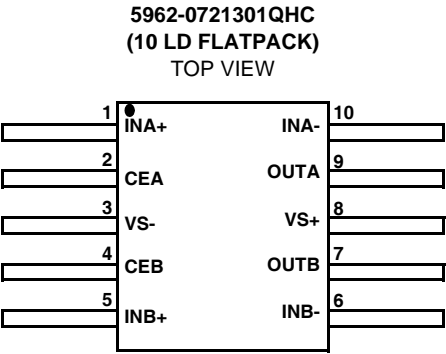 5962-0721301QHC
(10 LD FLATPACK)
TOP VIEW
1 INA+ INA- 10
2 CEA OUTA 9
3 VS- VS+ 8
4 CEB OUTB 7
5 INB+ INB- 6